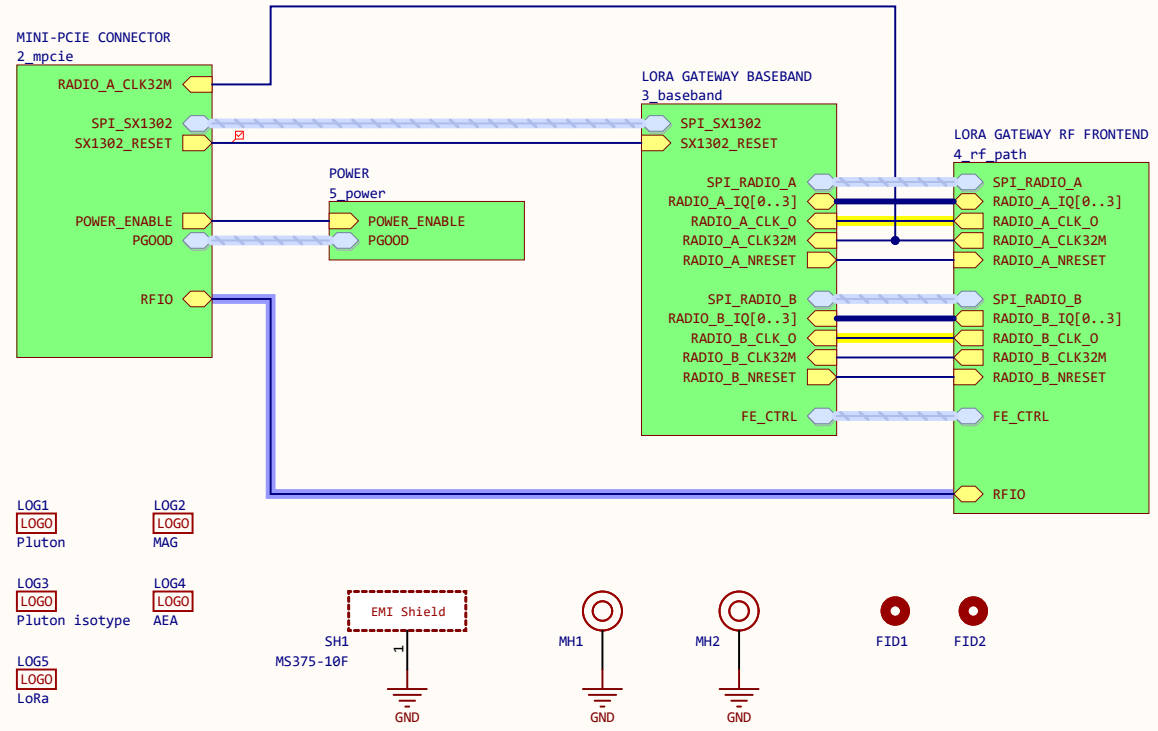 MINI-PCIE CONNECTOR
2_mpcie
RADIO_A_CLK32M
SPI_SX1302
SX1302_RESET
POWER_ENABLE
PGOOD
RFIO
POWER
5_power
POWER_ENABLE
PGOOD
LORA GATEWAY BASEBAND
3_baseband
SPI_SX1302
SX1302_RESET
SPI_RADIO_A
RADIO_A_IQ[0..3]
RADIO_A_CLK_O
RADIO_A_CLK32M
RADIO_A_NRESET
SPI_RADIO_B
RADIO_B_IQ[0..3]
RADIO_B_CLK_O
RADIO_B_CLK32M
RADIO_B_NRESET
FE_CTRL
LORA GATEWAY RF FRONTEND
4_rf_path
SPI_RADIO_A
RADIO_A_IQ[0..3]
RADIO_A_CLK_O
RADIO_A_CLK32M
RADIO_A_NRESET
SPI_RADIO_B
RADIO_B_IQ[0..3]
RADIO_B_CLK_O
RADIO_B_CLK32M
RADIO_B_NRESET
FE_CTRL
RFIO
LOG1
LOGO
Pluton
LOG2
LOGO
MAG
LOG3
LOGO
Pluton isotype
LOG4
LOGO
AEA
LOG5
LOGO
LoRa
EMI Shield
SH1
MS375-10F
1
GND
MH1
GND
MH2
GND
FID1
FID2